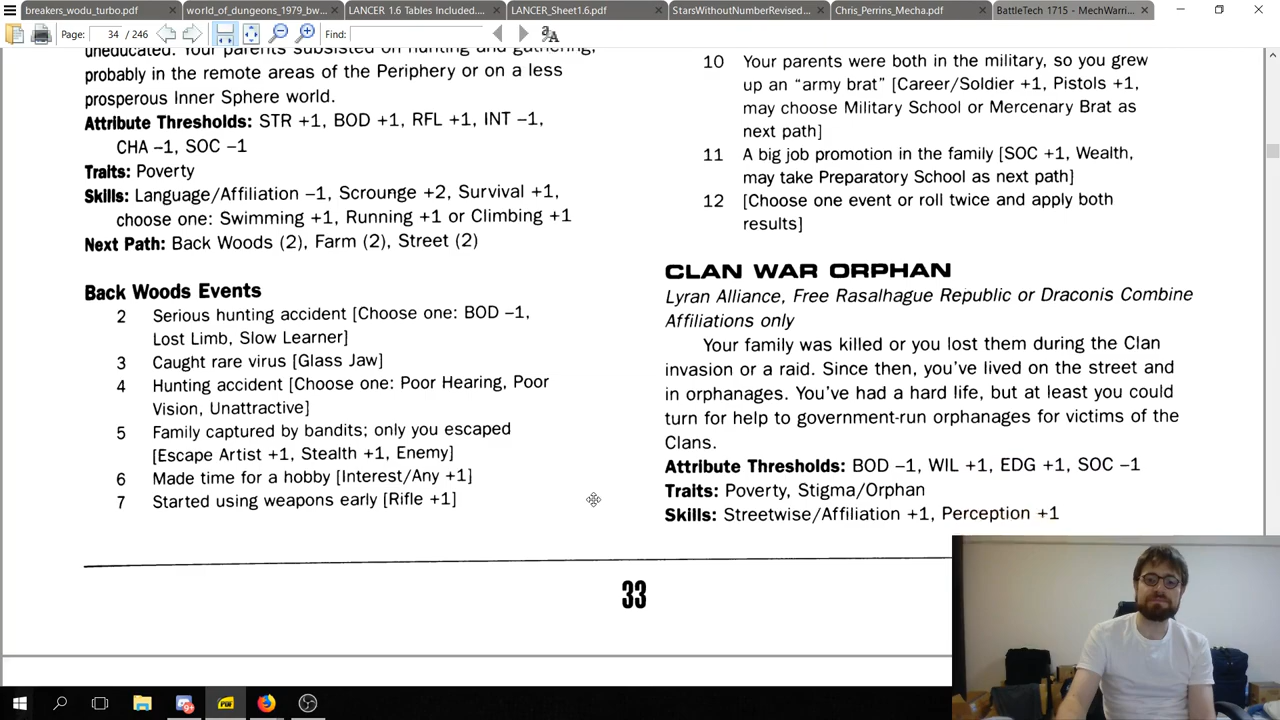 breakers_wodu_turbo.pdf
world_of_dungeons_1979_bw...
LANCER 1.6 Tables Included....
LANCER_Sheet1.6.pdf
StarsWithoutNumberRevised...
Chris_Perrins_Mecha.pdf
BattleTech 1715 - MechWarri...
Page:
34
/ 246
Find:
uneducated. Your parents subsisted on hunting and gathering,
probably in the remote areas of the Periphery or on a less
prosperous Inner Sphere world.
Attribute Thresholds: STR +1, BOD +1, RFL +1, INT –1,
CHA –1, SOC –1
Traits: Poverty
Skills: Language/Affiliation –1, Scrounge +2, Survival +1,
choose one: Swimming +1, Running +1 or Climbing +1
Next Path: Back Woods (2), Farm (2), Street (2)
Back Woods Events
2 Serious hunting accident [Choose one: BOD –1,
Lost Limb, Slow Learner]
3 Caught rare virus [Glass Jaw]
4 Hunting accident [Choose one: Poor Hearing, Poor
Vision, Unattractive]
5 Family captured by bandits; only you escaped
[Escape Artist +1, Stealth +1, Enemy]
6 Made time for a hobby [Interest/Any +1]
7 Started using weapons early [Rifle +1]
10 Your parents were both in the military, so you grew
up an “army brat” [Career/Soldier +1, Pistols +1,
may choose Military School or Mercenary Brat as
next path]
11 A big job promotion in the family [SOC +1, Wealth,
may take Preparatory School as next path]
12 [Choose one event or roll twice and apply both
results]
CLAN WAR ORPHAN
Lyran Alliance, Free Rasalhague Republic or Draconis Combine
Affiliations only
Your family was killed or you lost them during the Clan
invasion or a raid. Since then, you've lived on the street and
in orphanages. You've had a hard life, but at least you could
turn for help to government-run orphanages for victims of the
Clans.
Attribute Thresholds: BOD –1, WIL +1, EDG +1, SOC –1
Traits: Poverty, Stigma/Orphan
Skills: Streetwise/Affiliation +1, Perception +1
33